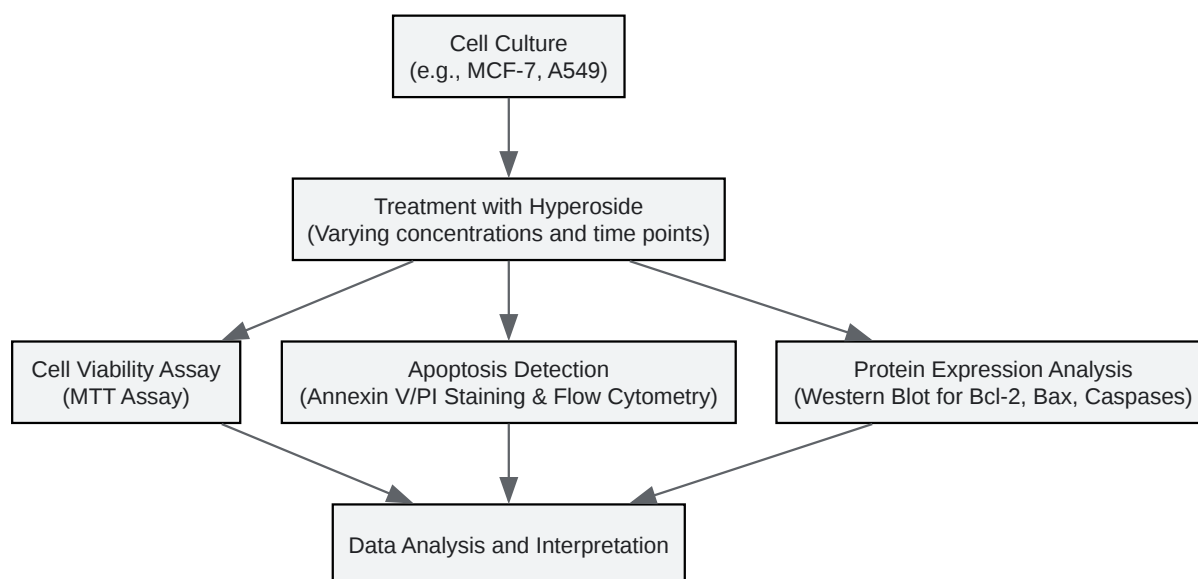 Cell Culture
(e.g., MCF-7, A549)
Treatment with Hyperoside
(Varying concentrations and time points)
Cell Viability Assay
(MTT Assay)
Apoptosis Detection
(Annexin V/PI Staining & Flow Cytometry)
Protein Expression Analysis
(Western Blot for Bcl-2, Bax, Caspases)
Data Analysis and Interpretation